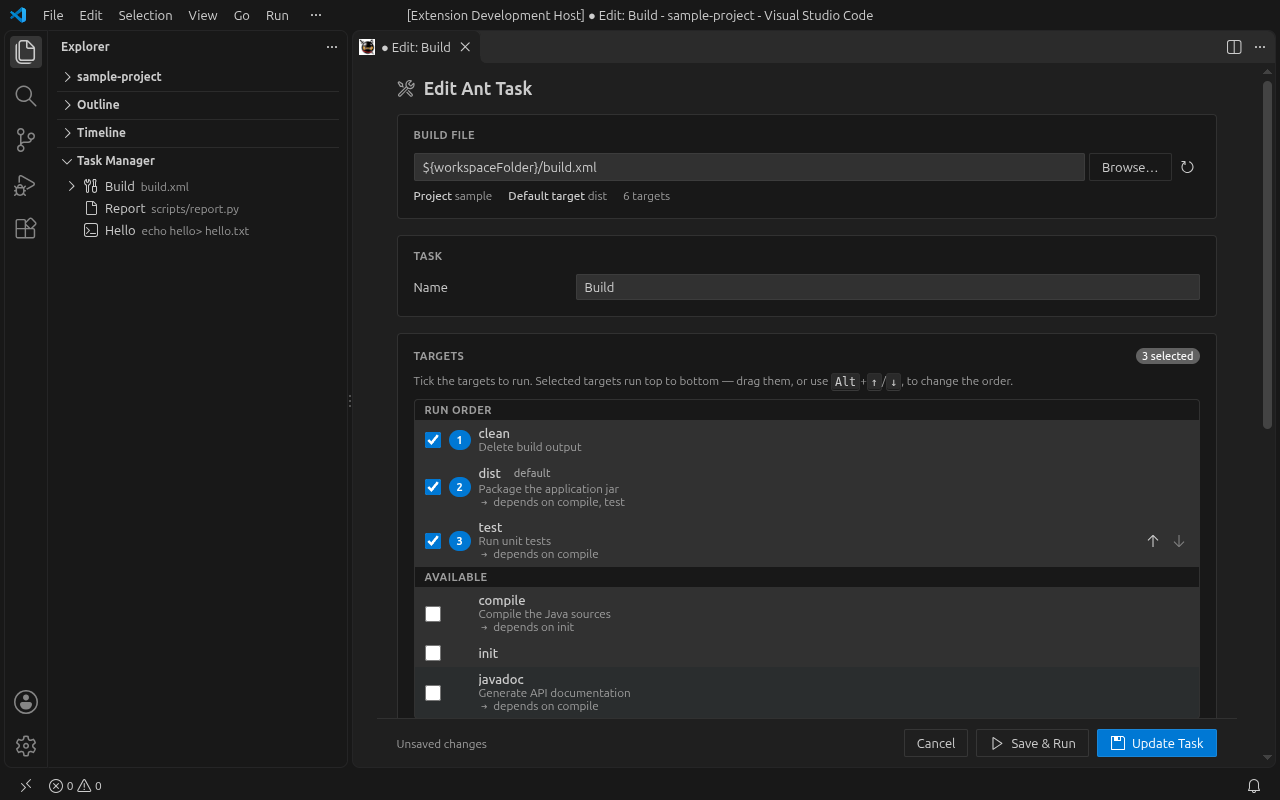 File Edit Selection View Go Run ··· [Extension Development Host] ● Edit: Build - sample-project - Visual Studio Code
Explorer ···
● Edit: Build
sample-project
Outline
Timeline
Task Manager
Build build.xml
Report scripts/report.py
Hello echo hello> hello.txt
Edit Ant Task
BUILD FILE
${workspaceFolder}/build.xml Browse…
Project sample Default target dist 6 targets
TASK
Name Build
TARGETS 3 selected
Tick the targets to run. Selected targets run top to bottom — drag them, or use Alt+↑/↓, to change the order.
RUN ORDER
1 clean
Delete build output
2 dist default
Package the application jar
→ depends on compile, test
3 test
Run unit tests
→ depends on compile
AVAILABLE
compile
Compile the Java sources
→ depends on init
init
javadoc
Generate API documentation
→ depends on compile
Unsaved changes Cancel Save & Run Update Task
0 0